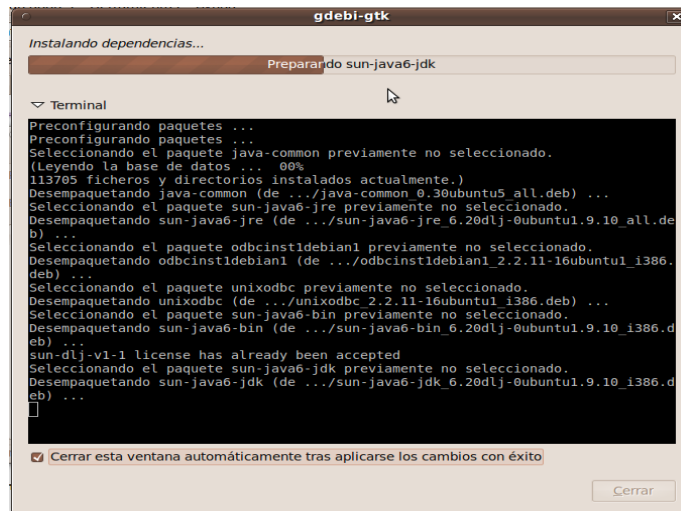 gdebi-gtk
Instalando dependencias...
Preparando sun-java6-jdk
Terminal
Preconfigurando paquetes ...
Preconfigurando paquetes ...
Seleccionando el paquete java-common previamente no seleccionado.
(Leyendo la base de datos ...  00%
113705 ficheros y directorios instalados actualmente.)
Desempaquetando java-common (de .../java-common_0.30ubuntu5_all.deb) ...
Seleccionando el paquete sun-java6-jre previamente no seleccionado.
Desempaquetando sun-java6-jre (de .../sun-java6-jre_6.20dlj-0ubuntu1.9.10_all.de
b) ...
Seleccionando el paquete odbcinst1debian1 previamente no seleccionado.
Desempaquetando odbcinst1debian1 (de .../odbcinst1debian1_2.2.11-16ubuntu1_i386.
deb) ...
Seleccionando el paquete unixodbc previamente no seleccionado.
Desempaquetando unixodbc (de .../unixodbc_2.2.11-16ubuntu1_i386.deb) ...
Seleccionando el paquete sun-java6-bin previamente no seleccionado.
Desempaquetando sun-java6-bin (de .../sun-java6-bin_6.20dlj-0ubuntu1.9.10_i386.d
eb) ...
sun-dlj-v1-1 license has already been accepted
Seleccionando el paquete sun-java6-jdk previamente no seleccionado.
Desempaquetando sun-java6-jdk (de .../sun-java6-jdk_6.20dlj-0ubuntu1.9.10_i386.d
eb) ...
Cerrar esta ventana automáticamente tras aplicarse los cambios con éxito
Cerrar